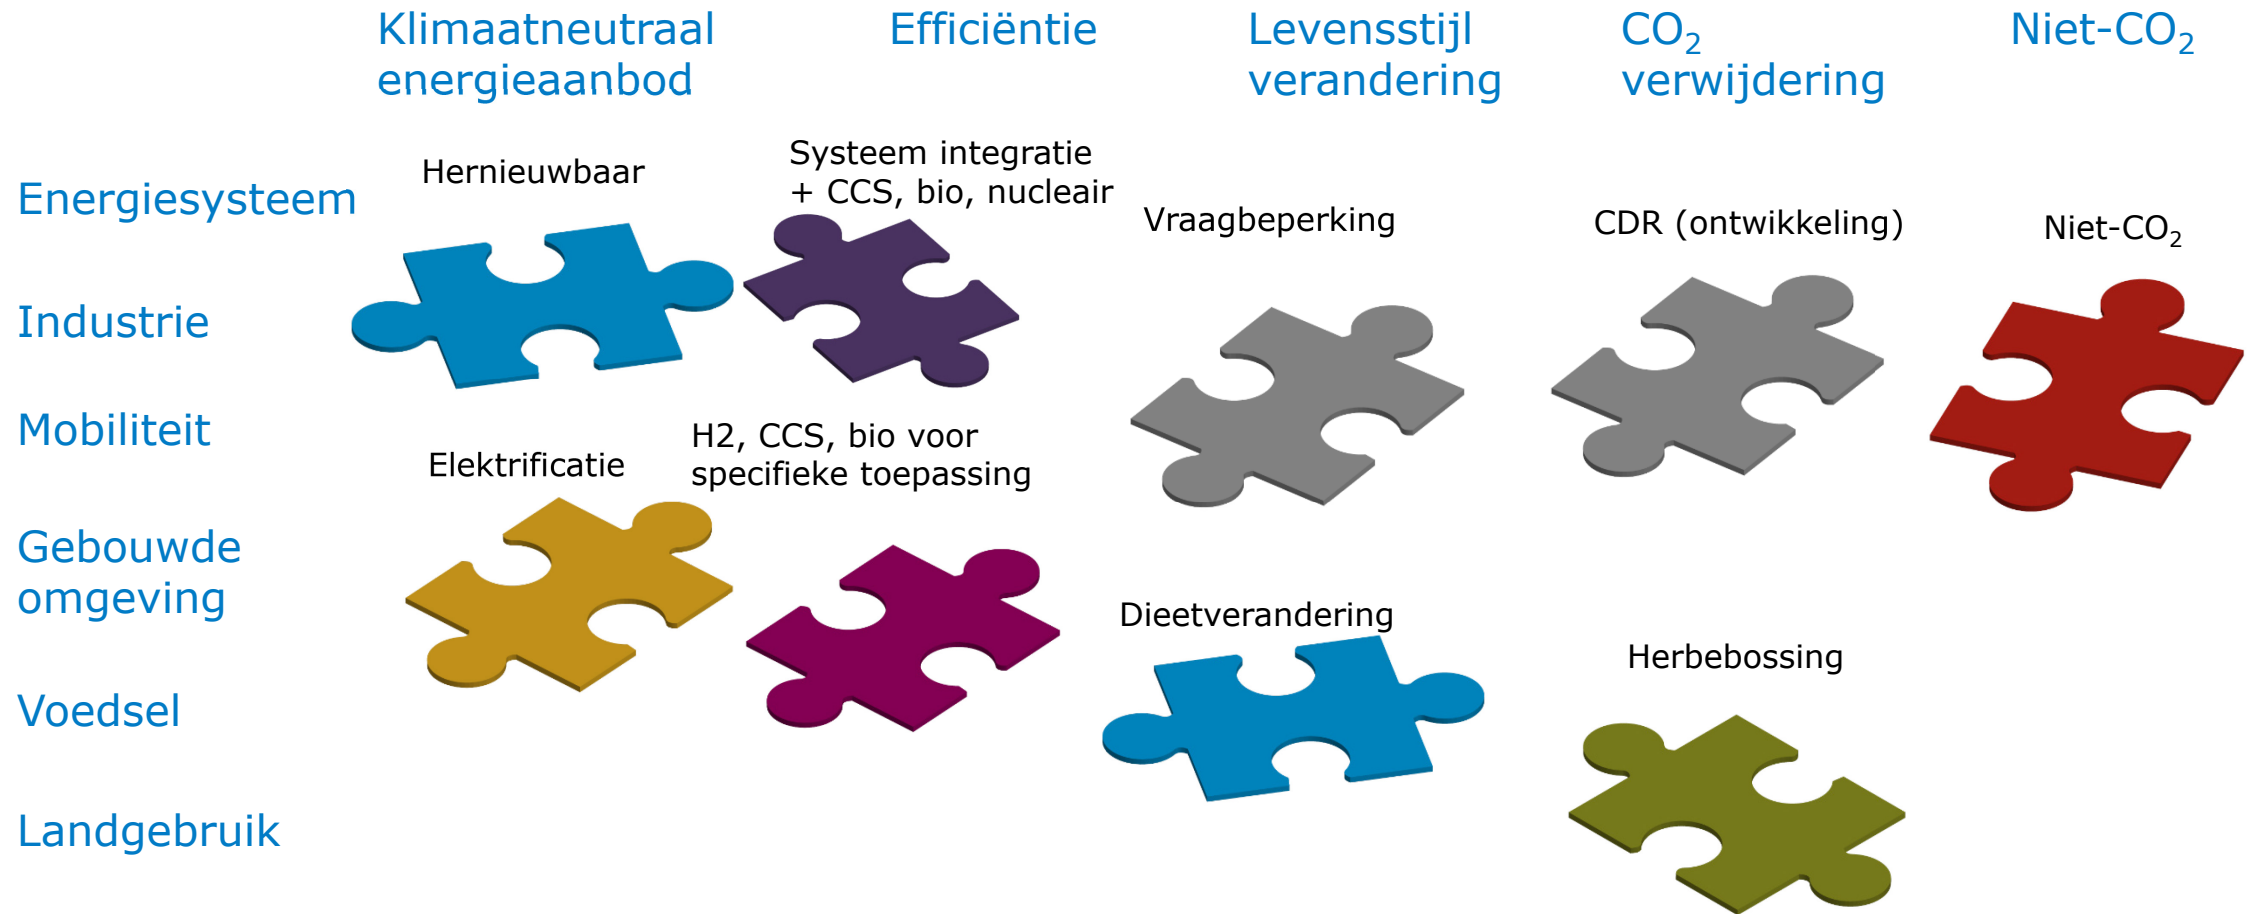 Klimaatneutraal
energieaanbod
Efficiëntie
Levensstijl
verandering
CO₂
verwijdering
Niet-CO₂
Energiesysteem
Industrie
Mobiliteit
Gebouwde
omgeving
Voedsel
Landgebruik
Hernieuwbaar
Systeem integratie
+ CCS, bio, nucleair
Vraagbeperking
CDR (ontwikkeling)
Niet-CO₂
Elektrificatie
H2, CCS, bio voor
specifieke toepassing
Dieetverandering
Herbebossing